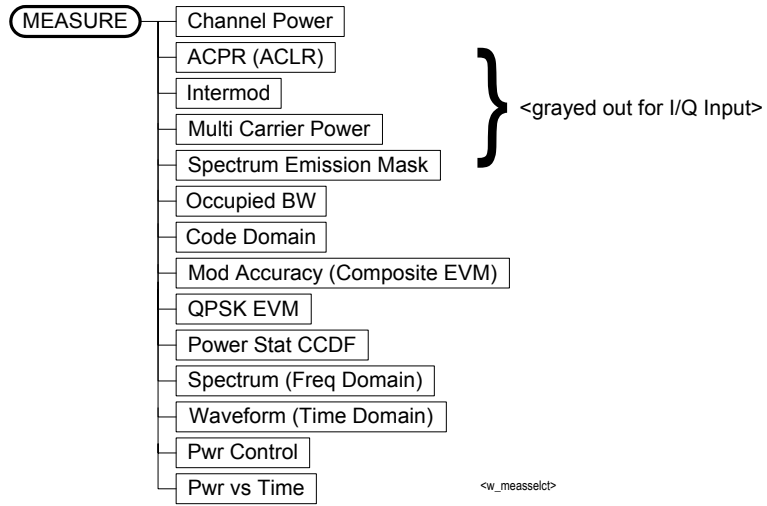 MEASURE
Channel Power
ACPR (ACLR)
Intermod
<grayed out for I/Q Input>
Multi Carrier Power
Spectrum Emission Mask
Occupied BW
Code Domain
Mod Accuracy (Composite EVM)
QPSK EVM
Power Stat CCDF
Spectrum (Freq Domain)
Waveform (Time Domain)
Pwr Control
Pwr vs Time
<w_measselct>